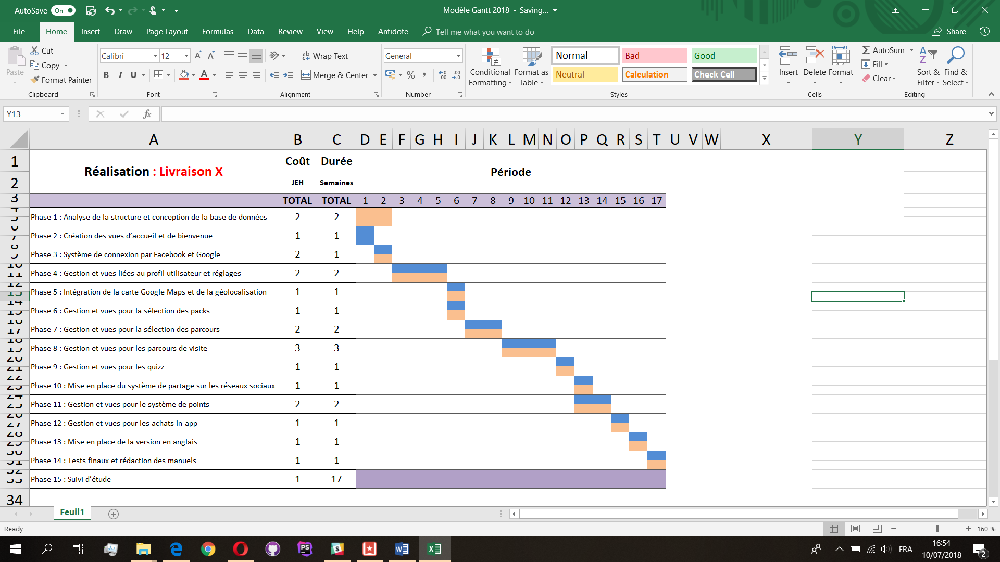 AutoSave On Modèle Gantt 2018 - Saving...
File Home Insert Draw Page Layout Formulas Data Review View Help Antidote Tell me what you want to do Share
Paste Cut Calibri 12 A A Wrap Text General Normal Bad Good Insert Delete Format AutoSum
Copy Conditional Formatting Format as Table Fill Sort & Filter Find & Select
Format Painter B I U A Merge & Center % , Neutral Calculation Check Cell Clear
Clipboard Font Alignment Number Styles Cells Editing
Y13 fx
A B C D E F G H I J K L M N O P Q R S T U V W X Y Z
1 Réalisation : Livraison X Coût Durée Période
2 JEH Semaines
3 TOTAL TOTAL 1 2 3 4 5 6 7 8 9 10 11 12 13 14 15 16 17
Phase 1 : Analyse de la structure et conception de la base de données 2 2
Phase 2 : Création des vues d’accueil et de bienvenue 1 1
Phase 3 : Système de connexion par Facebook et Google 2 1
Phase 4 : Gestion et vues liées au profil utilisateur et réglages 2 2
Phase 5 : Intégration de la carte Google Maps et de la géolocalisation 1 1
Phase 6 : Gestion et vues pour la sélection des packs 1 1
Phase 7 : Gestion et vues pour la sélection des parcours 2 2
Phase 8 : Gestion et vues pour les parcours de visite 3 3
Phase 9 : Gestion et vues pour les quizz 1 1
Phase 10 : Mise en place du système de partage sur les réseaux sociaux 1 1
Phase 11 : Gestion et vues pour le système de points 2 2
Phase 12 : Gestion et vues pour les achats in-app 1 1
Phase 13 : Mise en place de la version en anglais 1 1
Phase 14 : Tests finaux et rédaction des manuels 1 1
Phase 15 : Suivi d’étude 1 17
34
Feuil1
Ready 160 %
FRA 16:54
10/07/2018 2